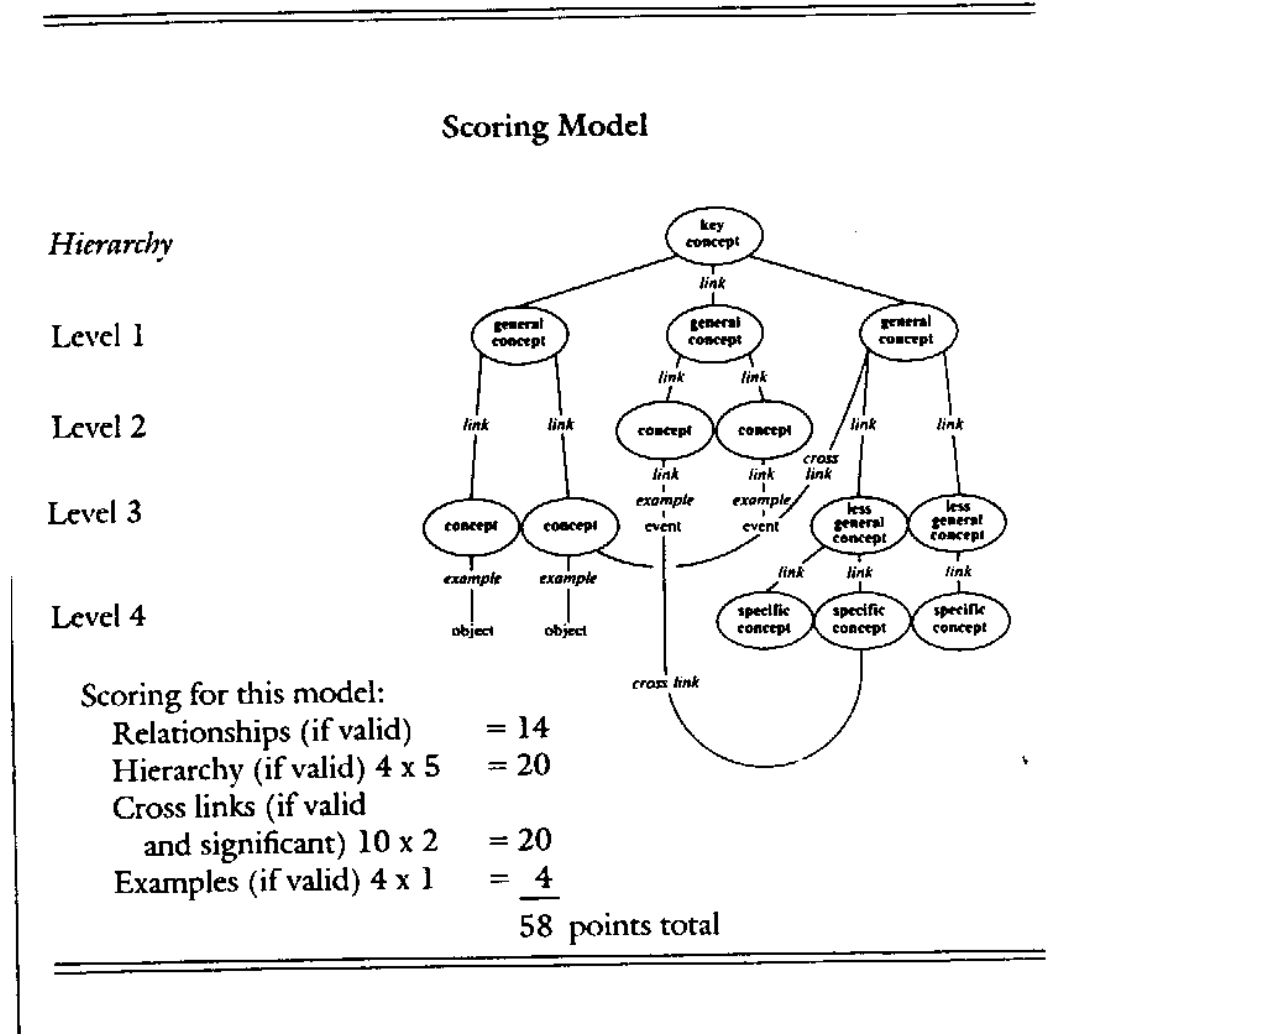 Scoring Model
Hierarchy
key
concept
link
Level 1
general
concept
general
concept
general
concept
link
link
Level 2
link
link
concept
concept
link
link
cross
link
link
link
Level 3
example
example
event
event
concept
concept
less
general
concept
less
general
concept
example
example
link
link
link
Level 4
object
object
specific
concept
specific
concept
specific
concept
cross link
Scoring for this model:
Relationships (if valid) = 14
Hierarchy (if valid) 4 x 5 = 20
Cross links (if valid
and significant) 10 x 2 = 20
Examples (if valid) 4 x 1 = 4
58 points total